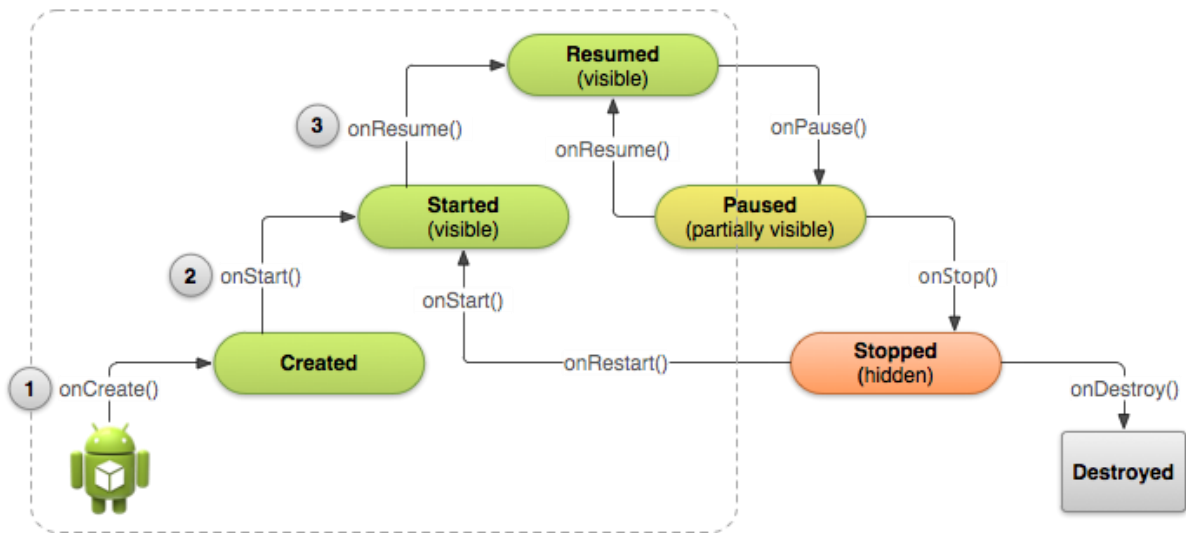 Resumed
(visible)
3
onResume()
onPause()
onResume()
Started
(visible)
Paused
(partially visible)
2
onStart()
onStart()
onStop()
Created
onRestart()
Stopped
(hidden)
1
onCreate()
onDestroy()
Destroyed